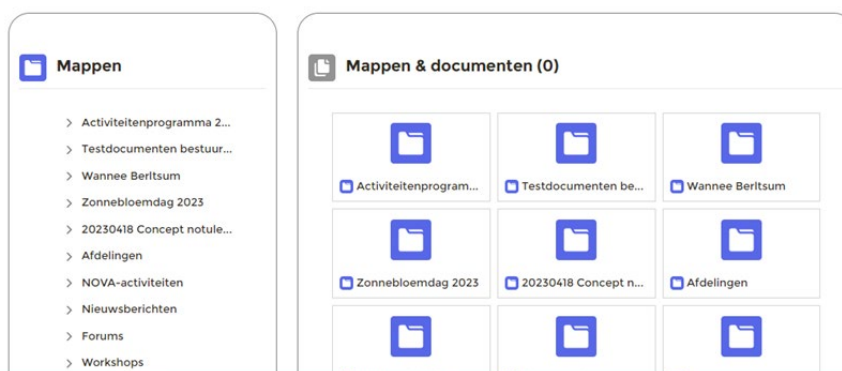 Mappen
Activiteitenprogramma 2...
Testdocumenten bestuur...
Wannee Berltsum
Zonnebloemdag 2023
20230418 Concept notule...
Afdelingen
NOVA-activiteiten
Nieuwsberichten
Forums
Workshops
Mappen & documenten (0)
Activiteitenprogram...
Testdocumenten be...
Wannee Berltsum
Zonnebloemdag 2023
20230418 Concept n...
Afdelingen